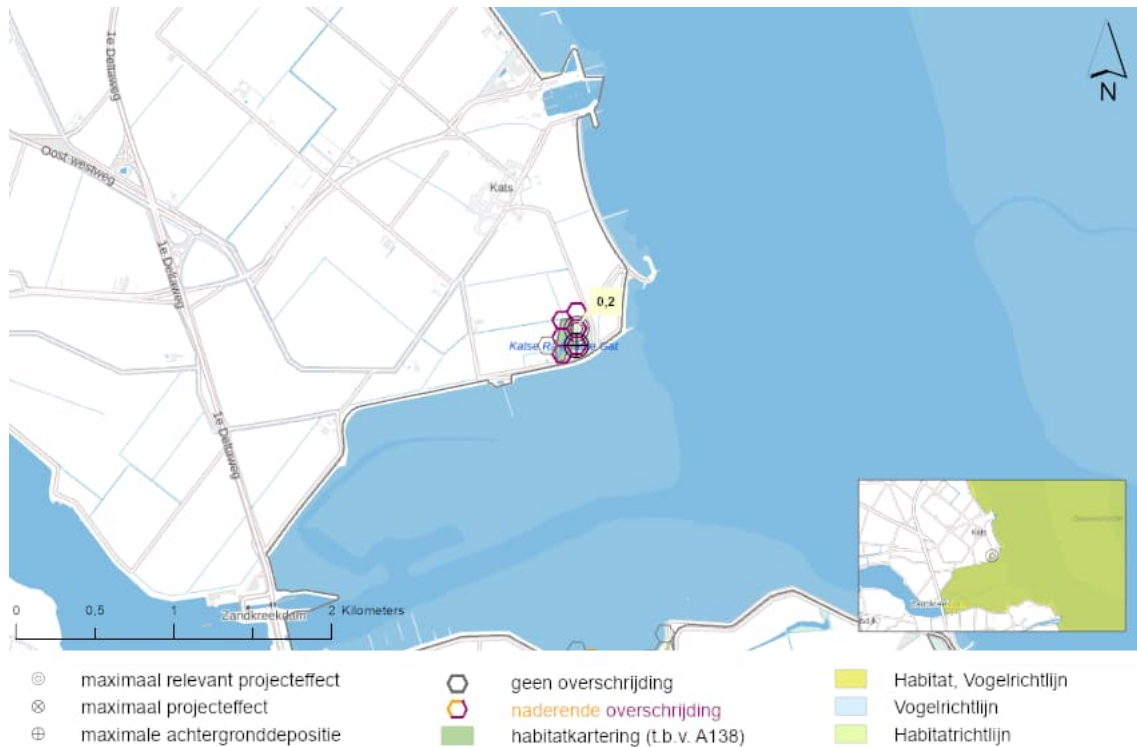 N
1e Deltaweg
Oost westweg
Kats
1e Deltaweg
0,2
Katse
Gat
1e Deltaweg
Kats
0 0,5 1 2 Kilometers
Zandkreekdam
maximaal relevant projecteffect
maximaal projecteffect
maximale achtergronddepositie
geen overschrijding
naderende overschrijding
habitatkartering (t.b.v. A138)
Habitat, Vogelrichtlijn
Vogelrichtlijn
Habitatrichtlijn